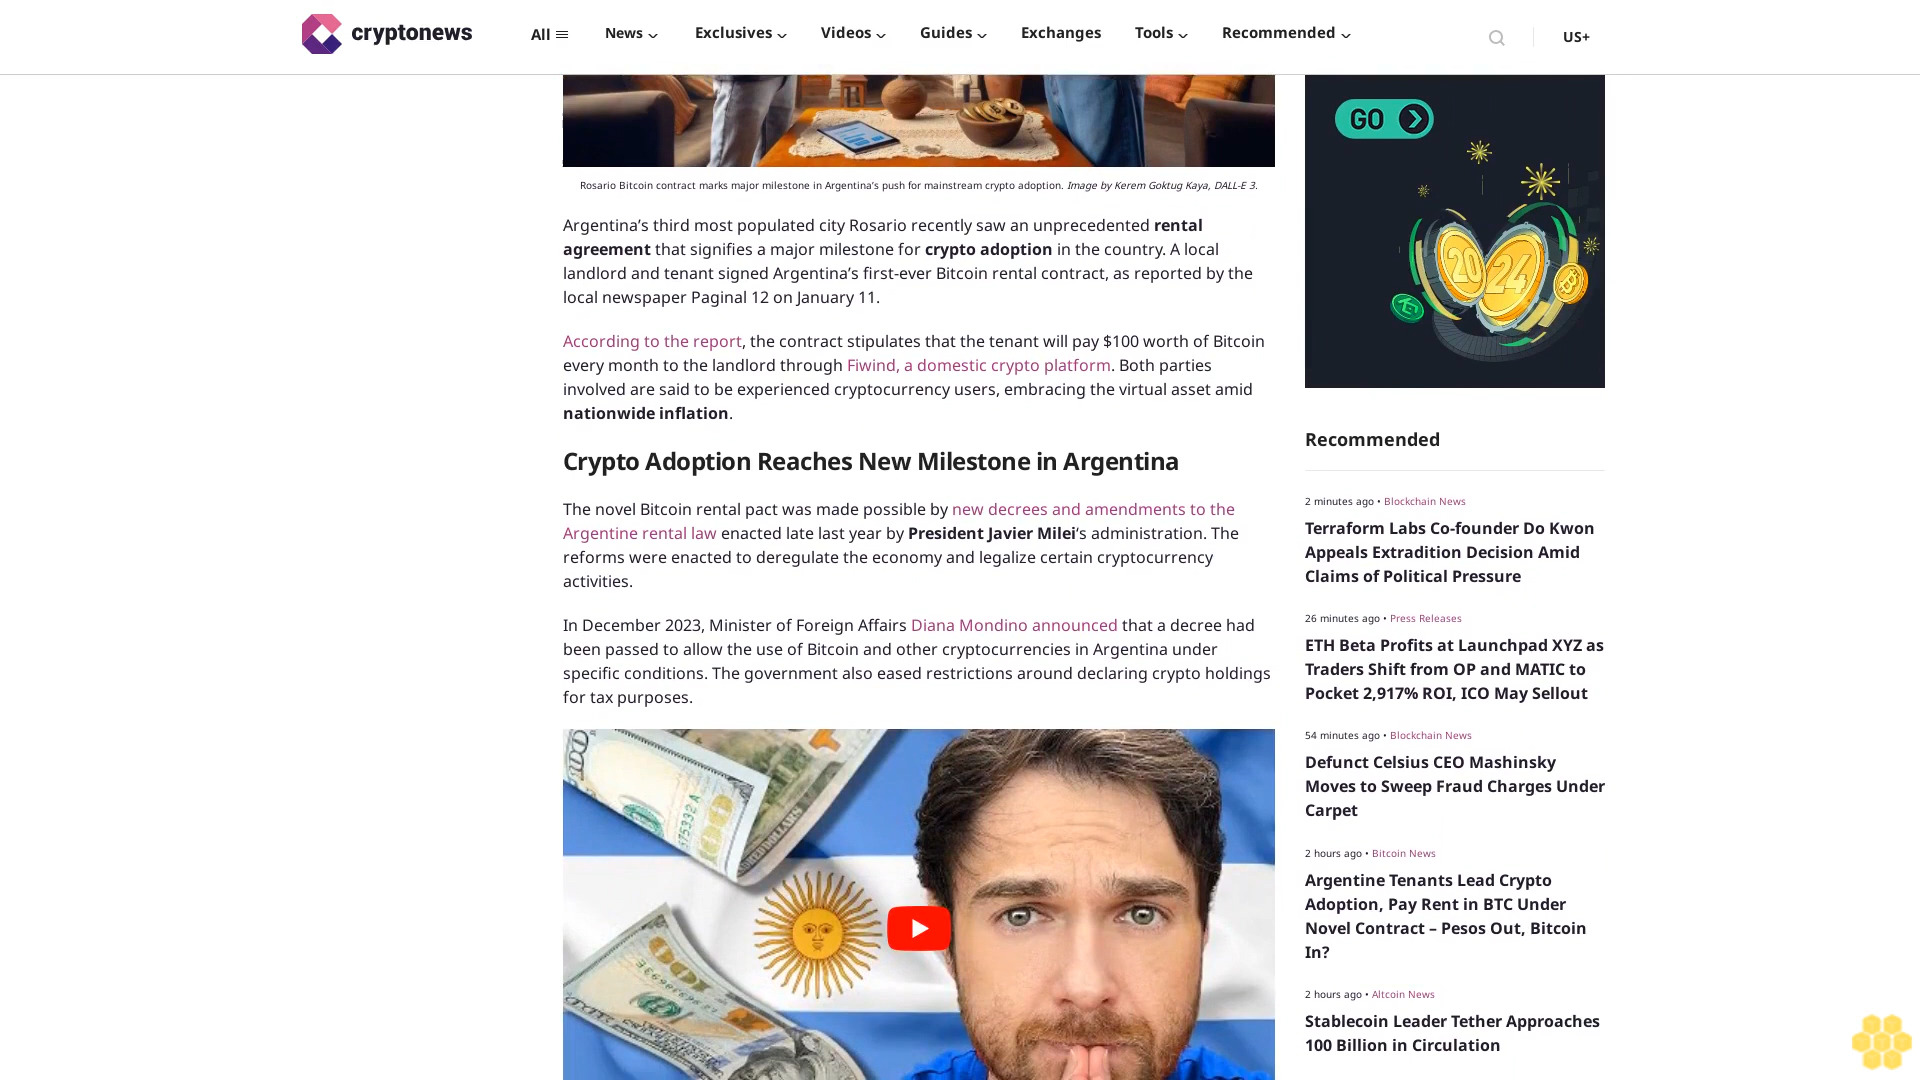 cryptonews
All
News
Exclusives
Videos
Guides
Exchanges
Tools
Recommended
US+
Rosario Bitcoin contract marks major milestone in Argentina’s push for mainstream crypto adoption. Image by Kerem Goktug Kaya, DALL-E 3.
Argentina’s third most populated city Rosario recently saw an unprecedented rental
agreement that signifies a major milestone for crypto adoption in the country. A local
landlord and tenant signed Argentina’s first-ever Bitcoin rental contract, as reported by the
local newspaper Paginal 12 on January 11.
According to the report, the contract stipulates that the tenant will pay $100 worth of Bitcoin
every month to the landlord through Fiwind, a domestic crypto platform. Both parties
involved are said to be experienced cryptocurrency users, embracing the virtual asset amid
nationwide inflation.
Crypto Adoption Reaches New Milestone in Argentina
The novel Bitcoin rental pact was made possible by new decrees and amendments to the
Argentine rental law enacted late last year by President Javier Milei‘s administration. The
reforms were enacted to deregulate the economy and legalize certain cryptocurrency
activities.
In December 2023, Minister of Foreign Affairs Diana Mondino announced that a decree had
been passed to allow the use of Bitcoin and other cryptocurrencies in Argentina under
specific conditions. The government also eased restrictions around declaring crypto holdings
for tax purposes.
GO
20
24
Recommended
2 minutes ago • Blockchain News
Terraform Labs Co-founder Do Kwon
Appeals Extradition Decision Amid
Claims of Political Pressure
26 minutes ago • Press Releases
ETH Beta Profits at Launchpad XYZ as
Traders Shift from OP and MATIC to
Pocket 2,917% ROI, ICO May Sellout
54 minutes ago • Blockchain News
Defunct Celsius CEO Mashinsky
Moves to Sweep Fraud Charges Under
Carpet
2 hours ago • Bitcoin News
Argentine Tenants Lead Crypto
Adoption, Pay Rent in BTC Under
Novel Contract – Pesos Out, Bitcoin
In?
2 hours ago • Altcoin News
Stablecoin Leader Tether Approaches
100 Billion in Circulation